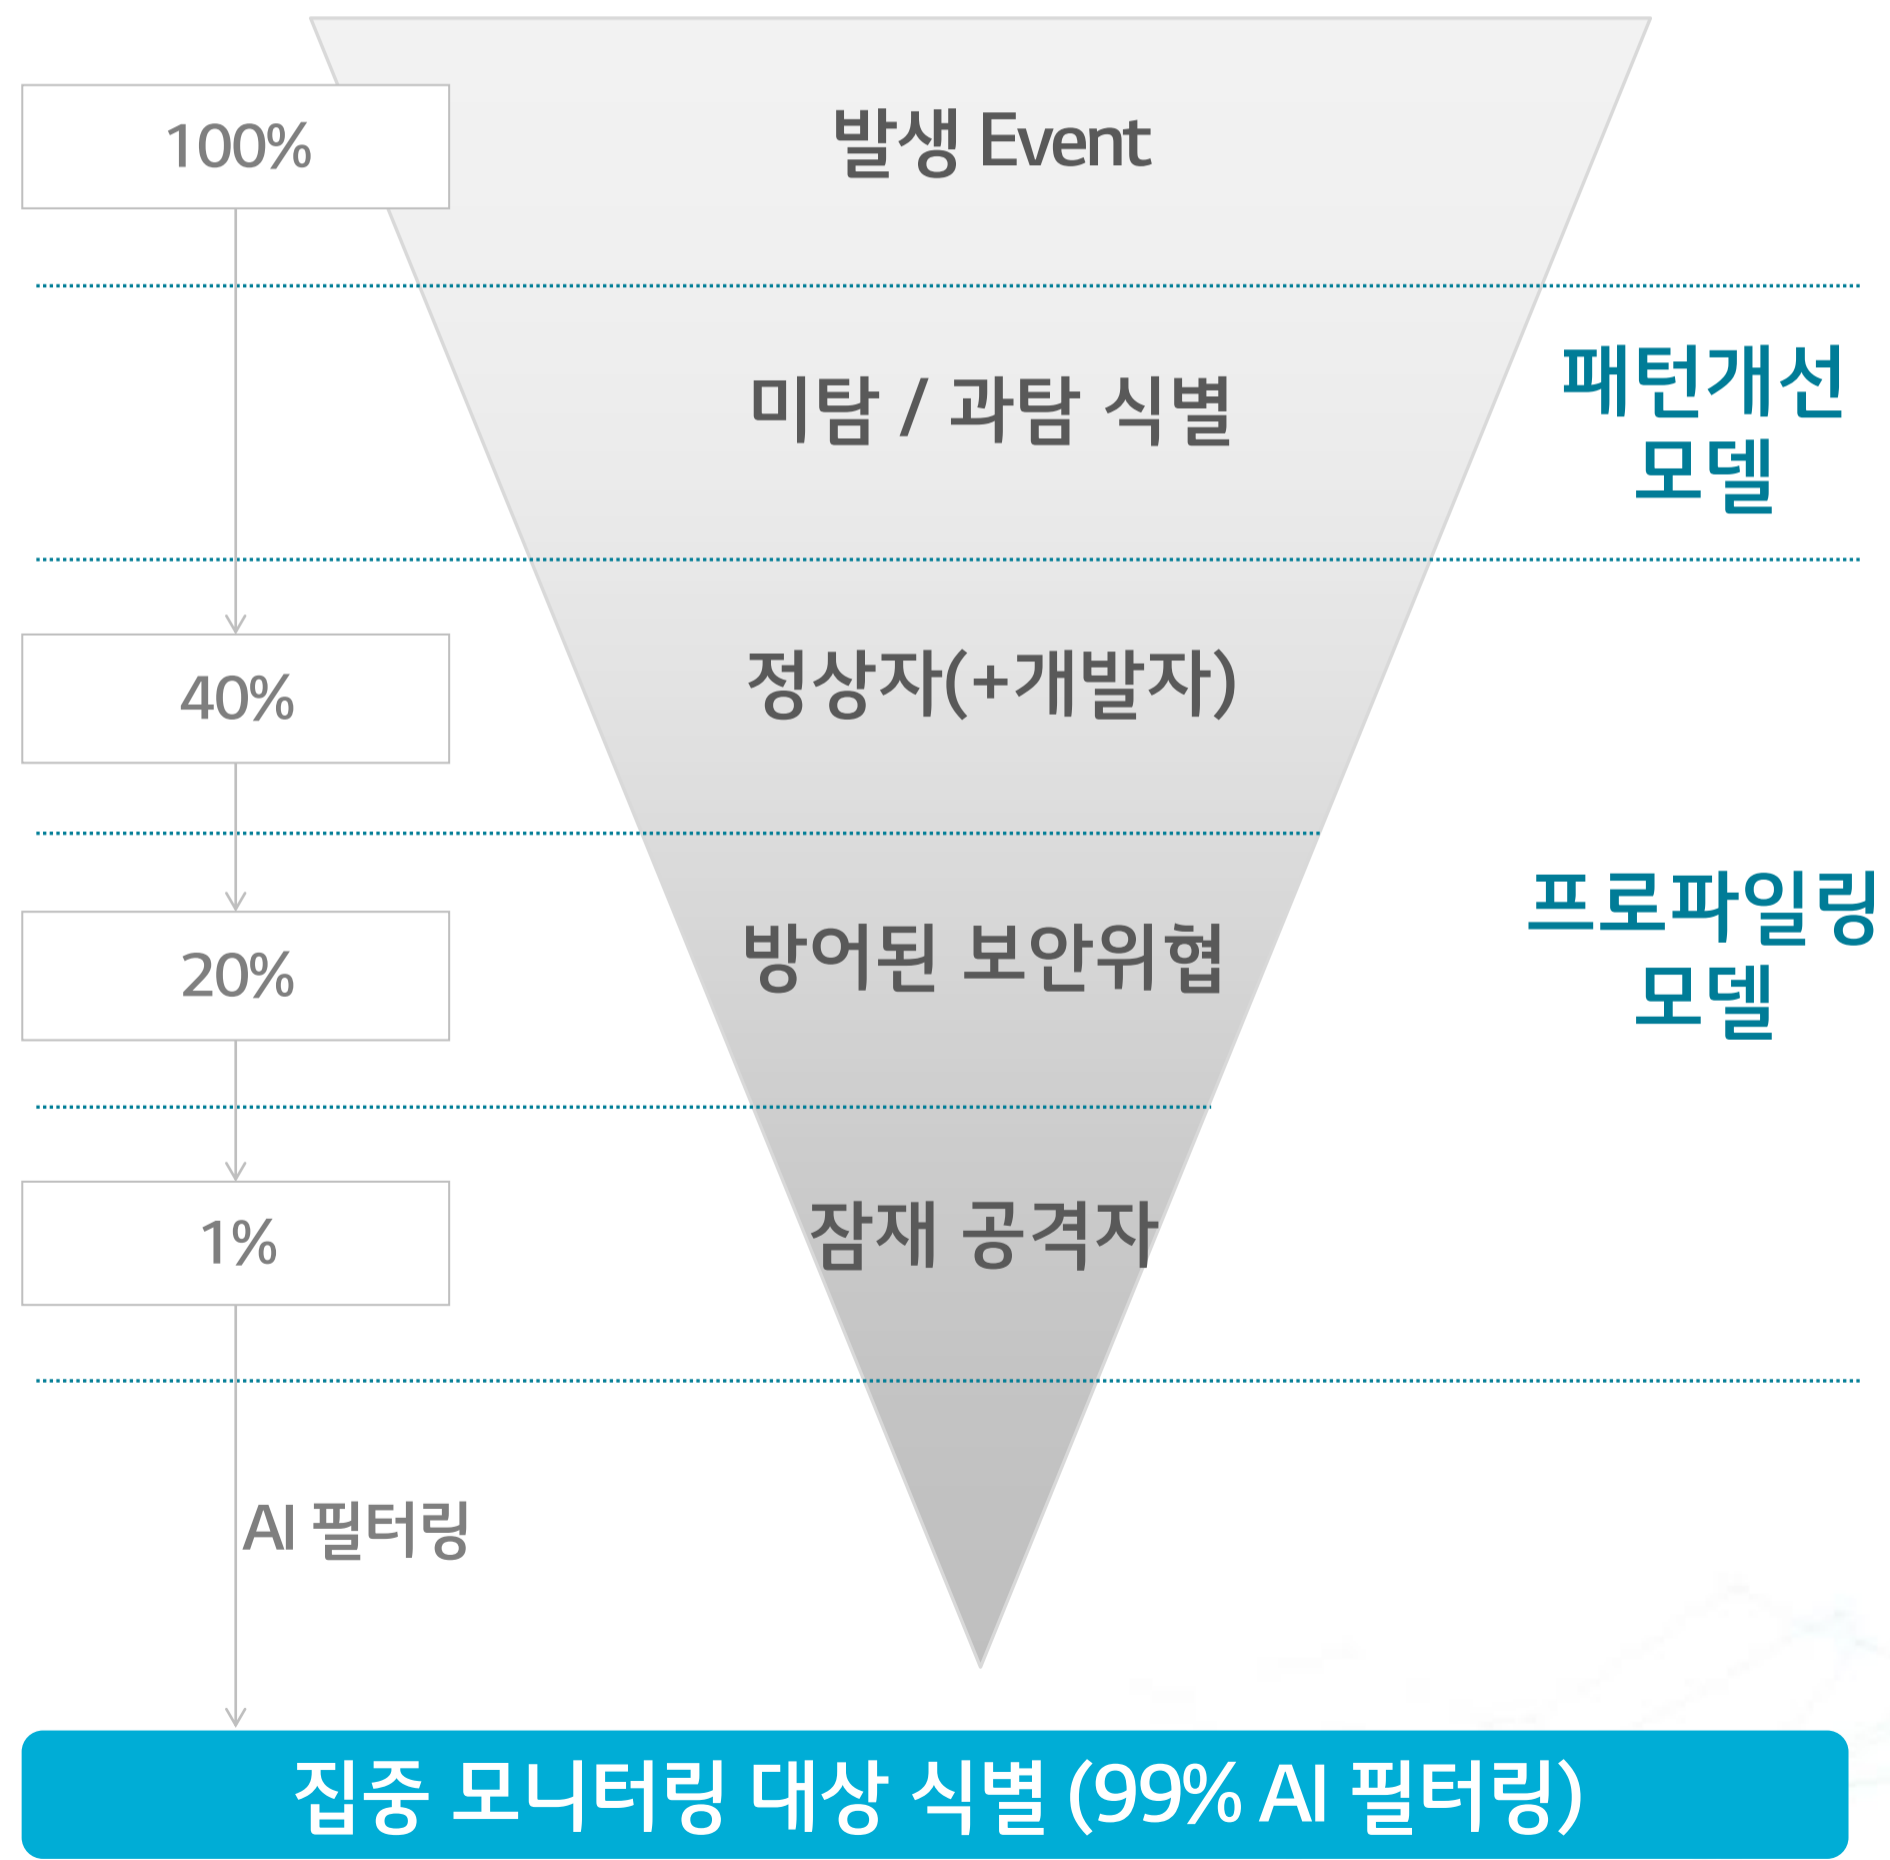 100%
발생 Event
미탐 / 과탐 식별
패턴개선
모델
40%
정상자(+개발자)
20%
방어된 보안위협
프로파일링
모델
1%
잠재 공격자
AI 필터링
집중 모니터링 대상 식별 (99% AI 필터링)